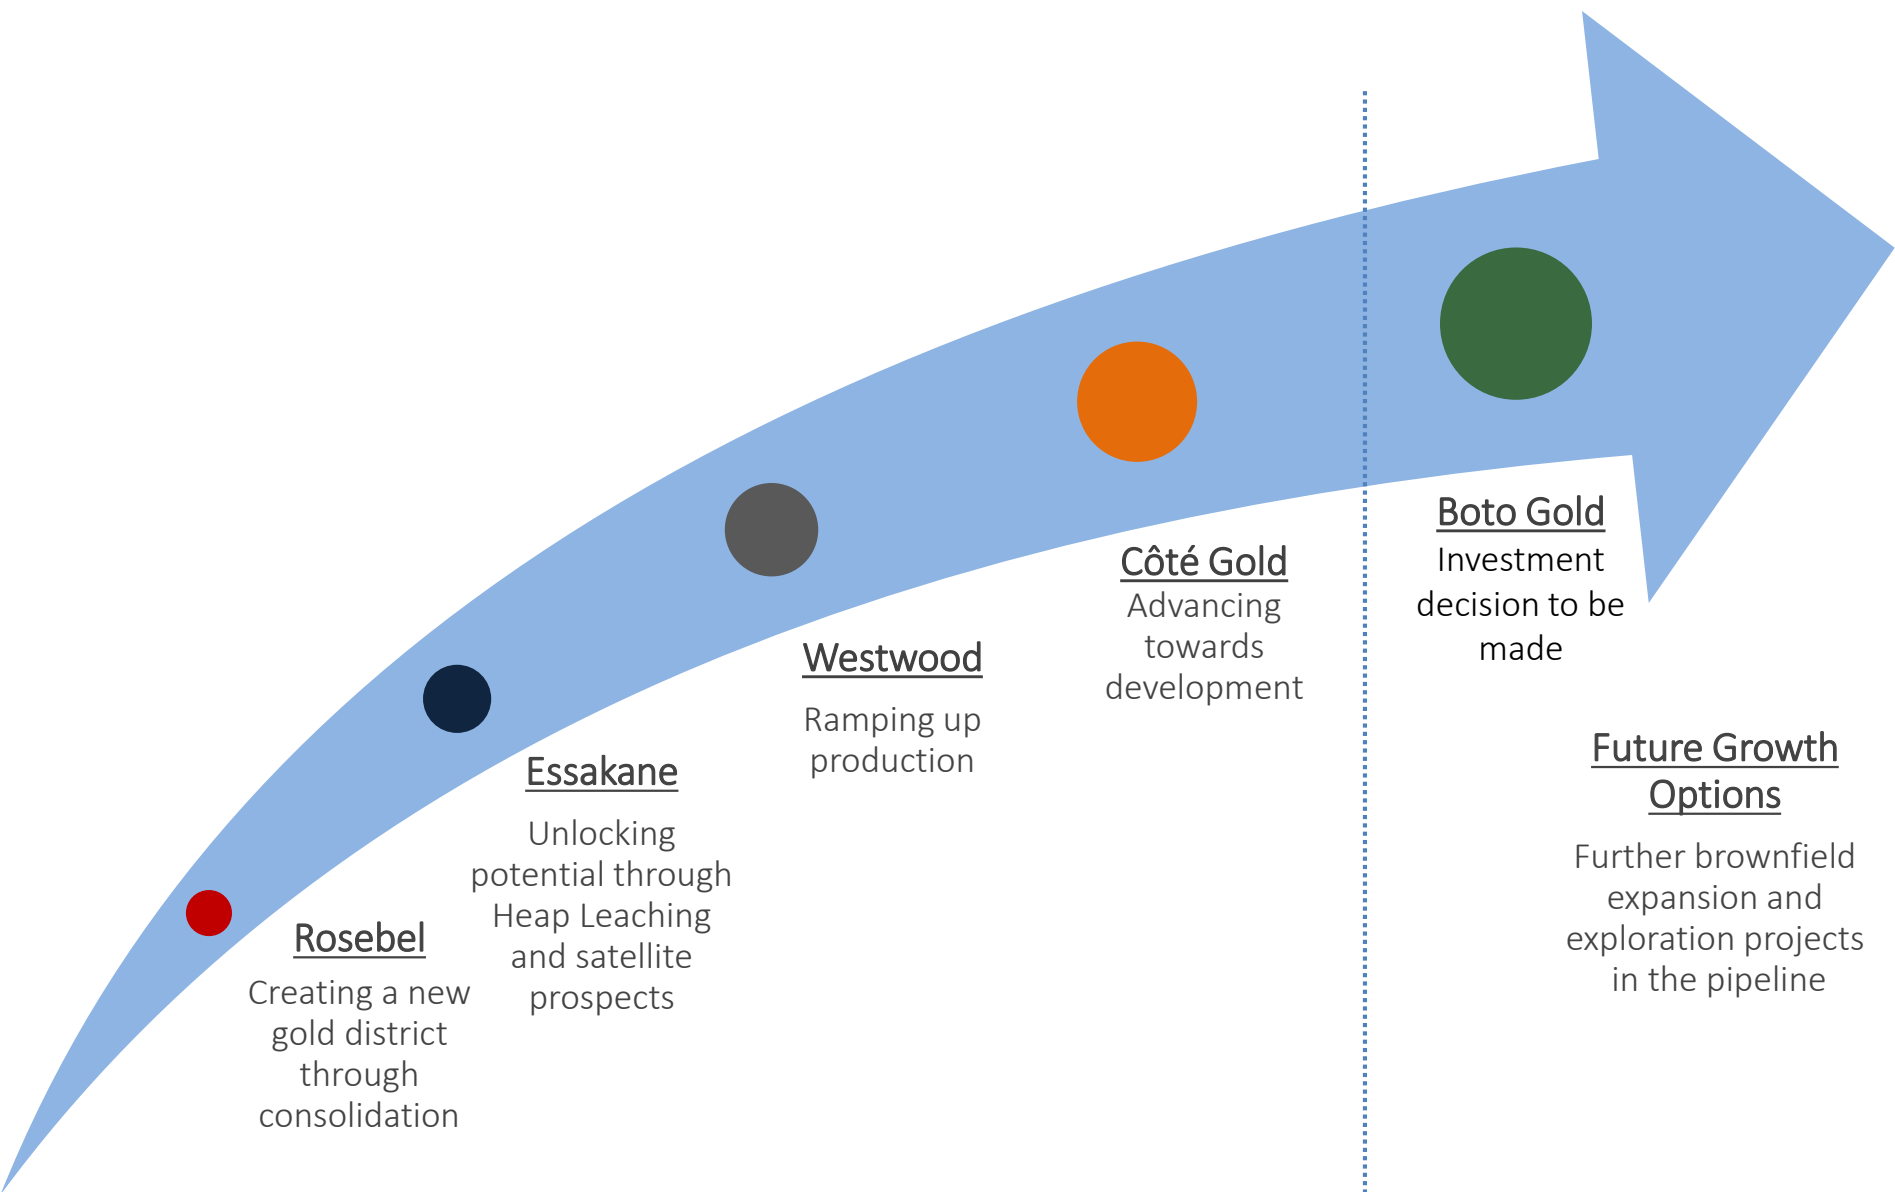 Rosebel
Creating a new
gold district
through
consolidation
Essakane
Unlocking
potential through
Heap Leaching
and satellite
prospects
Westwood
Ramping up
production
Côté Gold
Advancing
towards
development
Boto Gold
Investment
decision to be
made
Future Growth
Options
Further brownfield
expansion and
exploration projects
in the pipeline